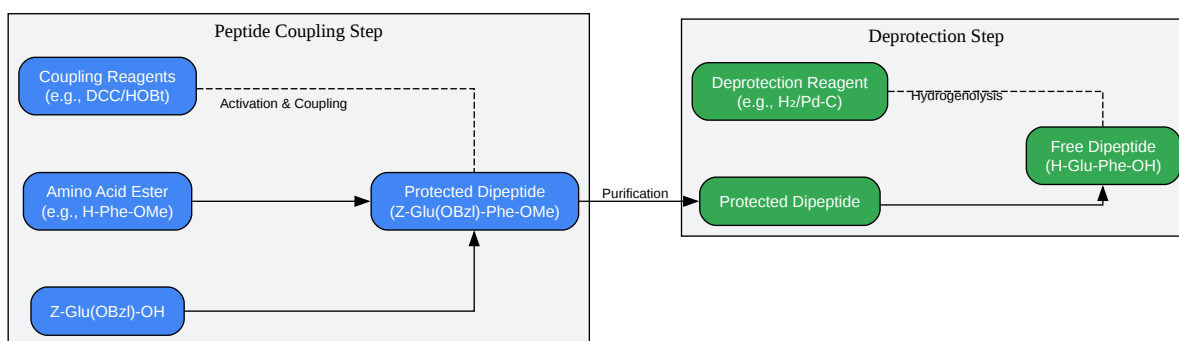 Peptide Coupling Step
Coupling Reagents
(e.g., DCC/HOBt)
Activation & Coupling
Amino Acid Ester
(e.g., H-Phe-OMe)
Protected Dipeptide
(Z-Glu(OBzl)-Phe-OMe)
Z-Glu(OBzl)-OH
Purification
Deprotection Step
Deprotection Reagent
(e.g., H₂/Pd-C)
Hydrogenolysis
Free Dipeptide
(H-Glu-Phe-OH)
Protected Dipeptide